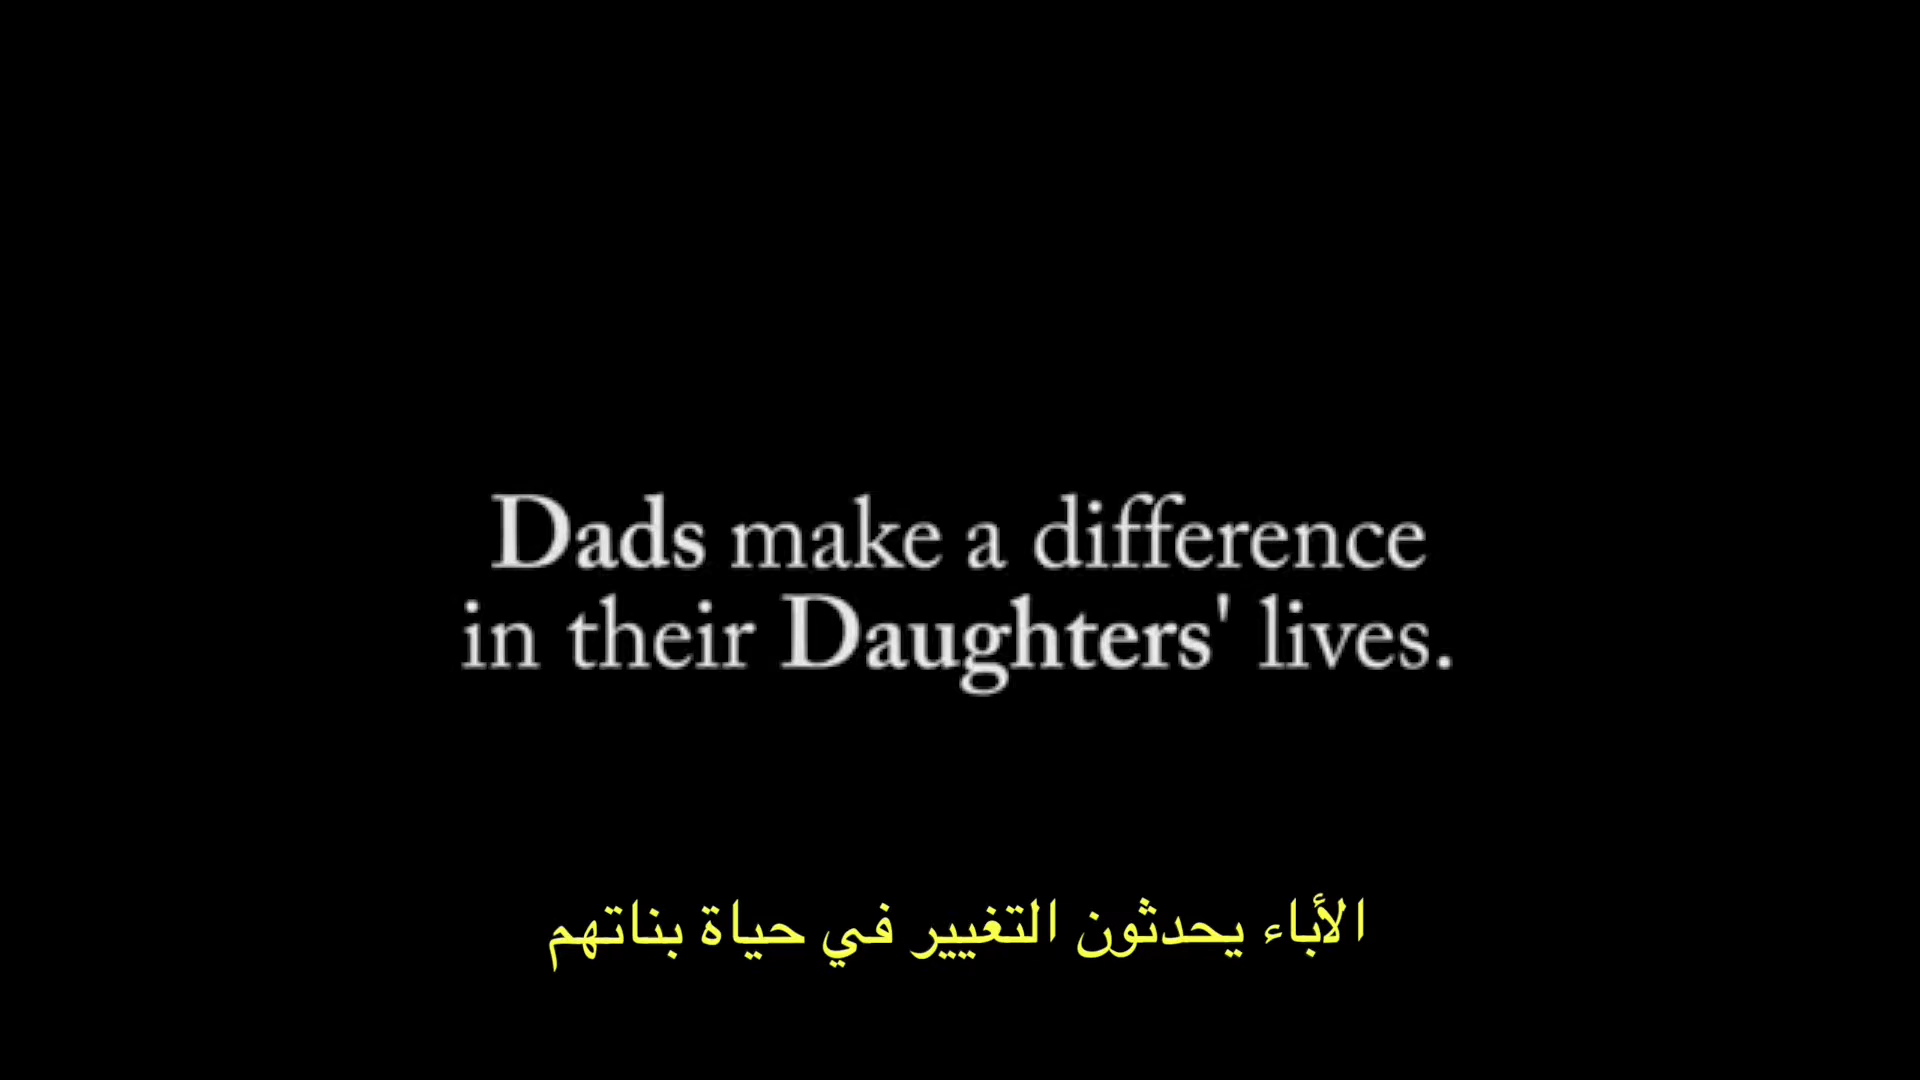 Dads make a difference
in their Daughters' lives.
الأباء يحدثون التغيير في حياة بناتهم